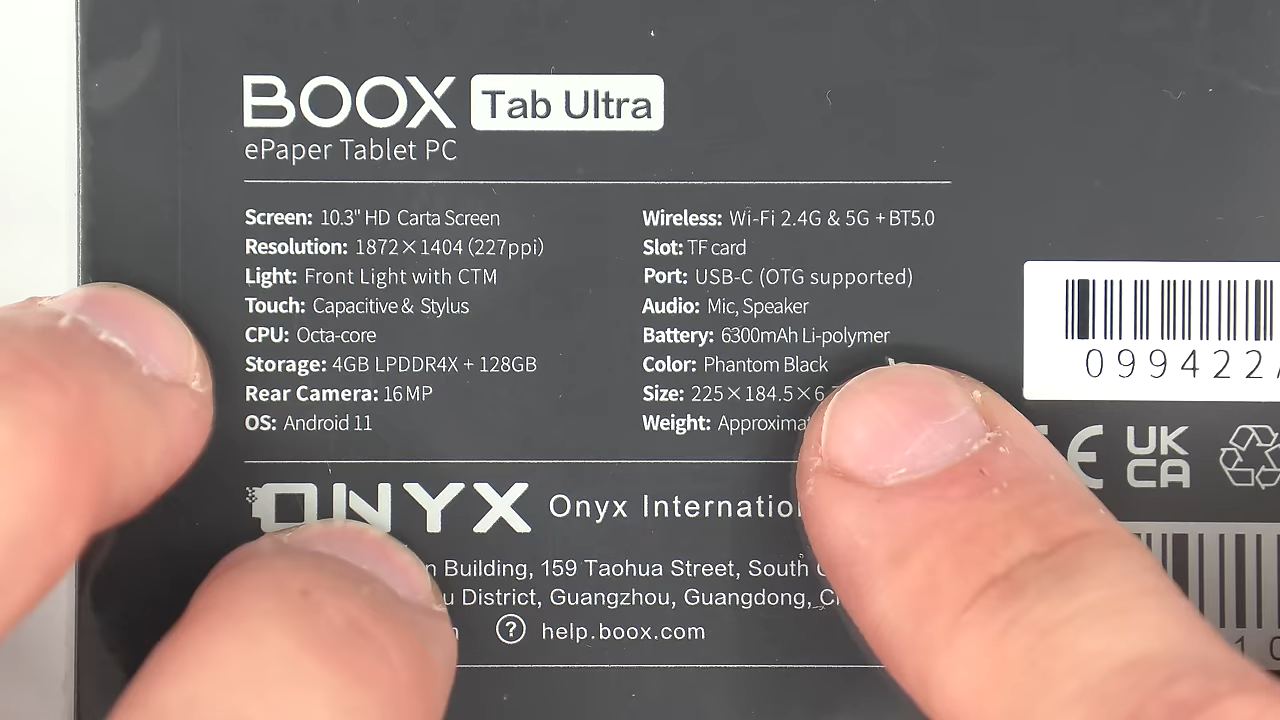 BOOX Tab Ultra
ePaper Tablet PC
Screen: 10.3" HD Carta Screen
Resolution: 1872×1404 (227ppi)
Light: Front Light with CTM
Touch: Capacitive & Stylus
CPU: Octa-core
Storage: 4GB LPDDR4X + 128GB
Rear Camera: 16MP
OS: Android 11
Wireless: Wi-Fi 2.4G & 5G + BT5.0
Slot: TF card
Port: USB-C (OTG supported)
Audio: Mic, Speaker
Battery: 6300mAh Li-polymer
Color: Phantom Black
Size: 225×184.5×6
Weight:
099422
CE UK
CA
ONYX Onyx
Building, 159 Taohua Street, South
District, Guangzhou, Guangdong,
? help.boox.com